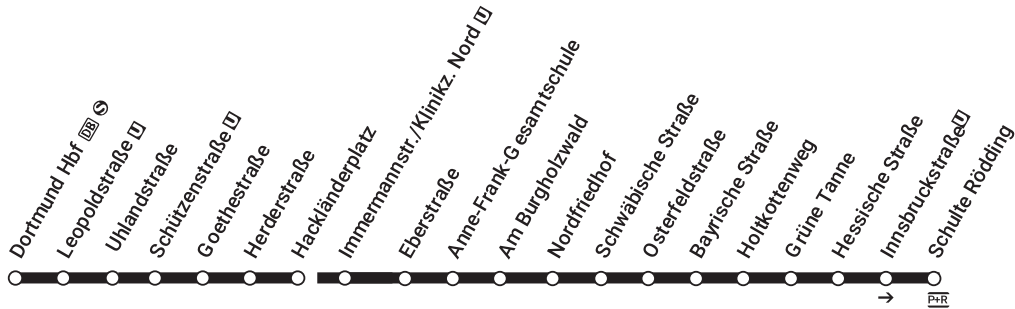 Dortmund Hbf DB S
Leopoldstraße U
Uhlandstraße
Schützenstraße U
Goethestraße
Herderstraße
Hackländerplatz
Immermannstr./Klinikz. Nord U
Eberstraße
Anne-Frank-Gesamtschule
Am Burgholzwald
Nordfriedhof
Schwäbische Straße
Osterfeldstraße
Bayrische Straße
Holtkottenweg
Grüne Tanne
Hessische Straße
Innsbruckstraße U
Schulte Rödding
→
P+R